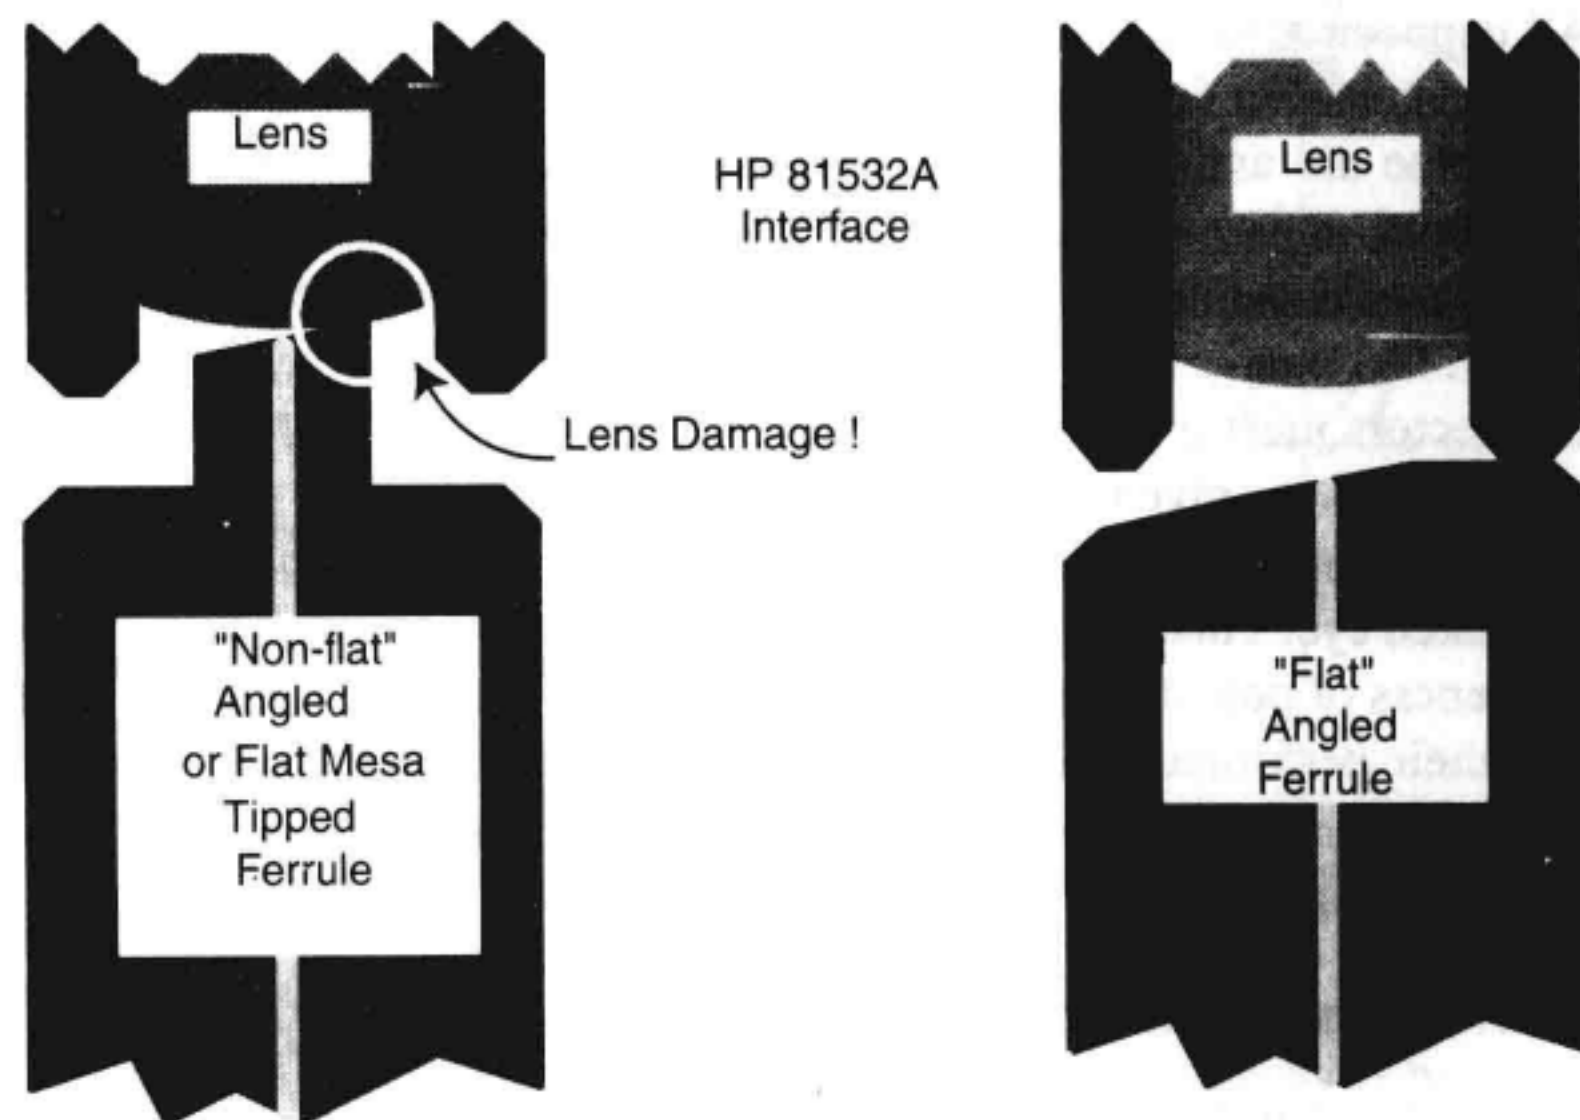 Lens
HP 81532A
Interface
Lens
Lens Damage !
"Non-flat"
Angled
or Flat Mesa
Tipped
Ferrule
"Flat"
Angled
Ferrule